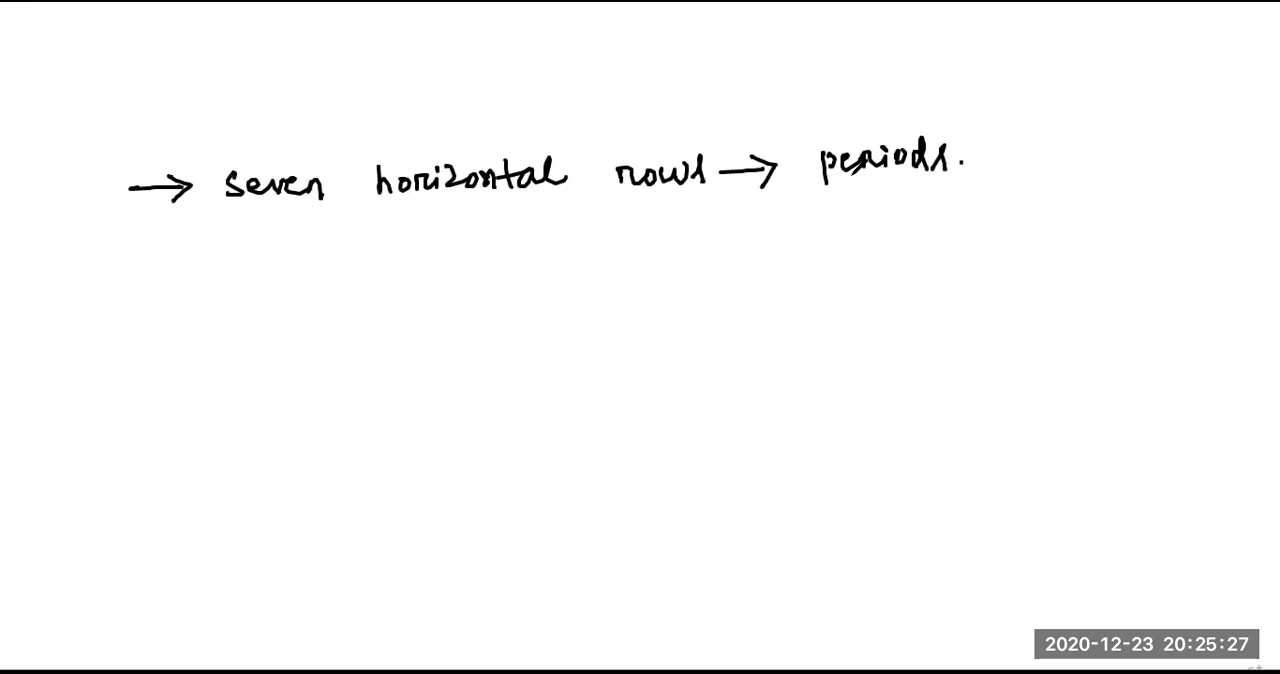 → seven horizontal rows → periods.
2020-12-23 20:25:27